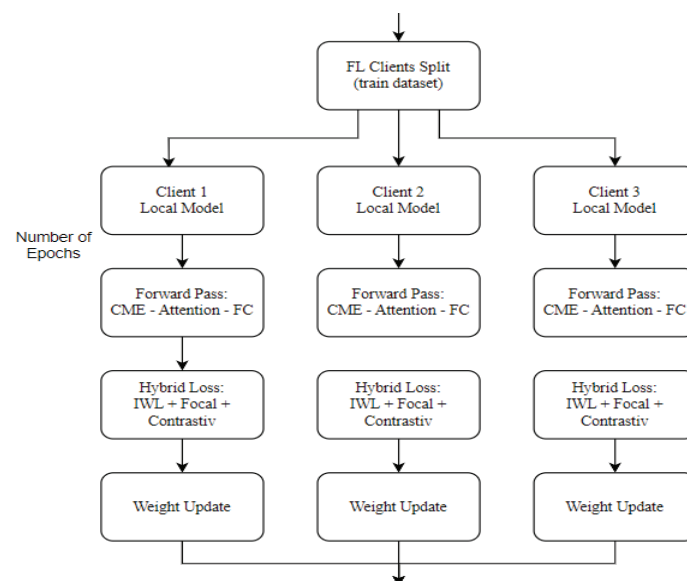 FL Clients Split
(train dataset)
Client 1
Local Model
Client 2
Local Model
Client 3
Local Model
Number of
Epochs
Forward Pass:
CME - Attention - FC
Forward Pass:
CME - Attention - FC
Forward Pass:
CME - Attention - FC
Hybrid Loss:
IWL + Focal +
Contrastiv
Hybrid Loss:
IWL + Focal +
Contrastiv
Hybrid Loss:
IWL + Focal +
Contrastiv
Weight Update
Weight Update
Weight Update